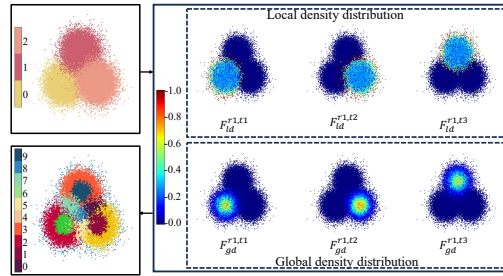 Local density distribution
2
1
0
F_{ld}^{r1,t1}
F_{ld}^{r1,t2}
F_{ld}^{r1,t3}
1.0
0.8
0.6
0.4
0.2
0.0
9
8
7
6
5
4
3
2
1
0
F_{gd}^{r1,t1}
F_{gd}^{r1,t2}
F_{gd}^{r1,t3}
Global density distribution